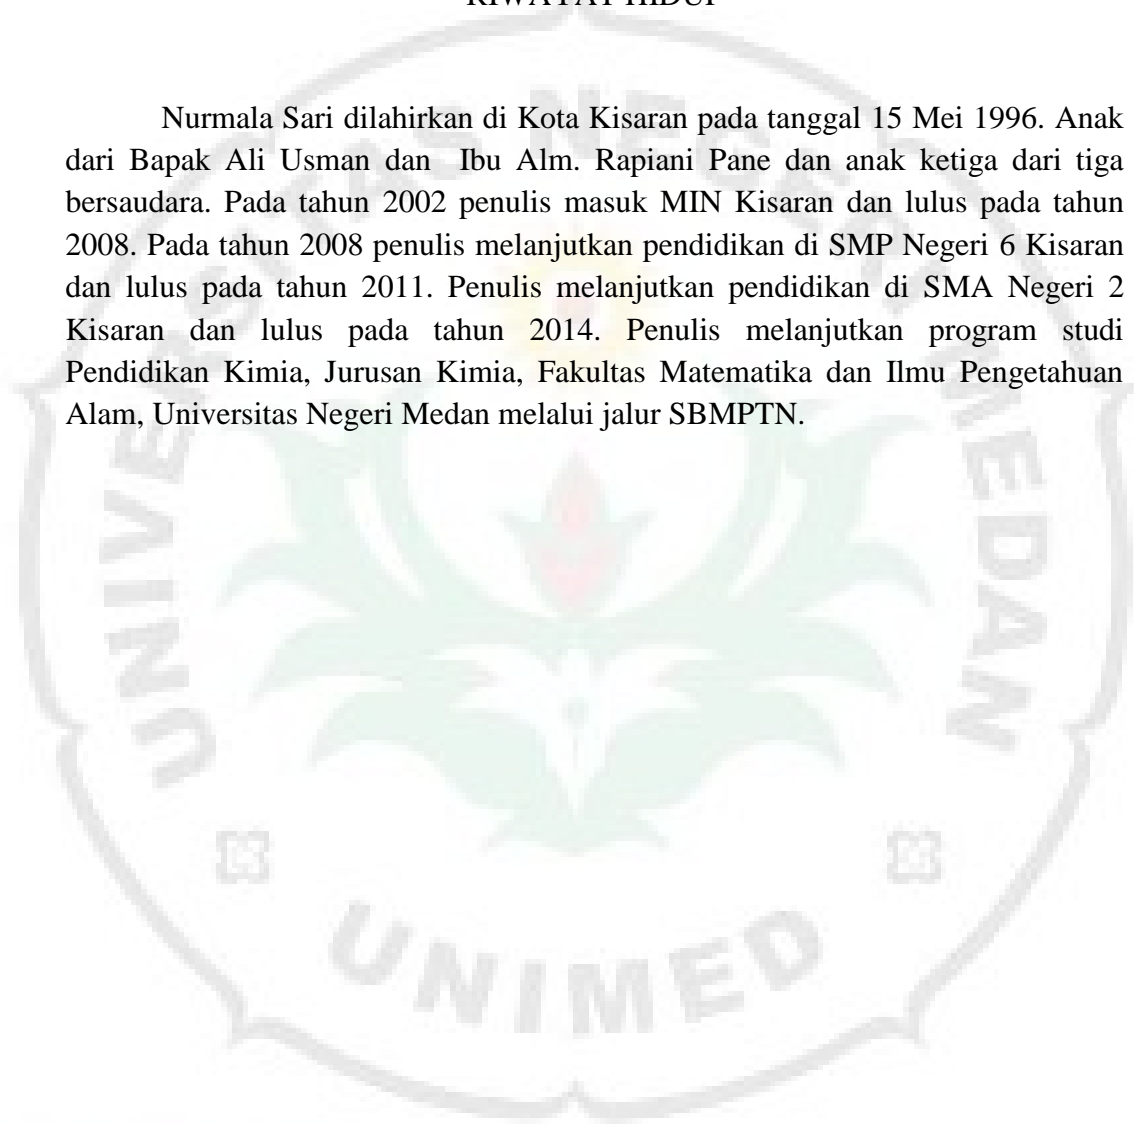 RIWAYAT HIDUP
Nurmala Sari dilahirkan di Kota Kisaran pada tanggal 15 Mei 1996. Anak
dari Bapak Ali Usman dan Ibu Alm. Rapiani Pane dan anak ketiga dari tiga
bersaudara. Pada tahun 2002 penulis masuk MIN Kisaran dan lulus pada tahun
2008. Pada tahun 2008 penulis melanjutkan pendidikan di SMP Negeri 6 Kisaran
dan lulus pada tahun 2011. Penulis melanjutkan pendidikan di SMA Negeri 2
Kisaran dan lulus pada tahun 2014. Penulis melanjutkan program studi
Pendidikan Kimia, Jurusan Kimia, Fakultas Matematika dan Ilmu Pengetahuan
Alam, Universitas Negeri Medan melalui jalur SBMPTN.
UNIVERSITAS NEGERI MEDAN
UNIMED